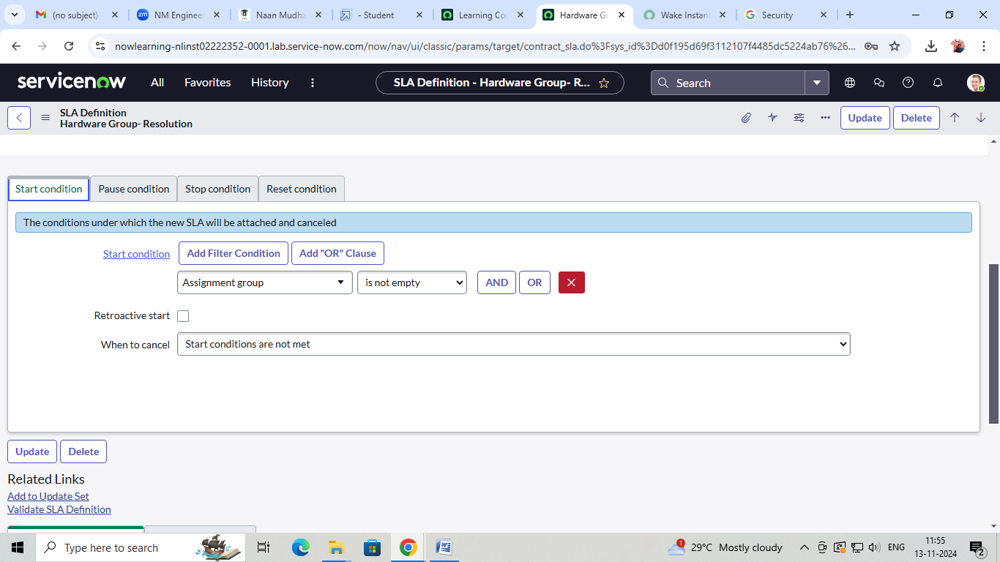 (no subject) -
NM Enginee
Naan Mudha
- Student
Learning Co
Hardware Gr
Wake Instan
Security
nowlearning-nlinst02222352-0001.lab.service-now.com/now/nav/ui/classic/params/target/contract_sla.do%3Fsys_id%3Dd0f195d69f3112107f4485dc5224ab76%26...
servicenow
All
Favorites
History
SLA Definition - Hardware Group- R...
Search
SLA Definition
Hardware Group- Resolution
Update
Delete
Start condition
Pause condition
Stop condition
Reset condition
The conditions under which the new SLA will be attached and canceled
Start condition
Add Filter Condition
Add "OR" Clause
Assignment group
is not empty
AND
OR
Retroactive start
When to cancel
Start conditions are not met
Update
Delete
Related Links
Add to Update Set
Validate SLA Definition
Type here to search
1
29°C Mostly cloudy
ENG
11:55
13-11-2024
2